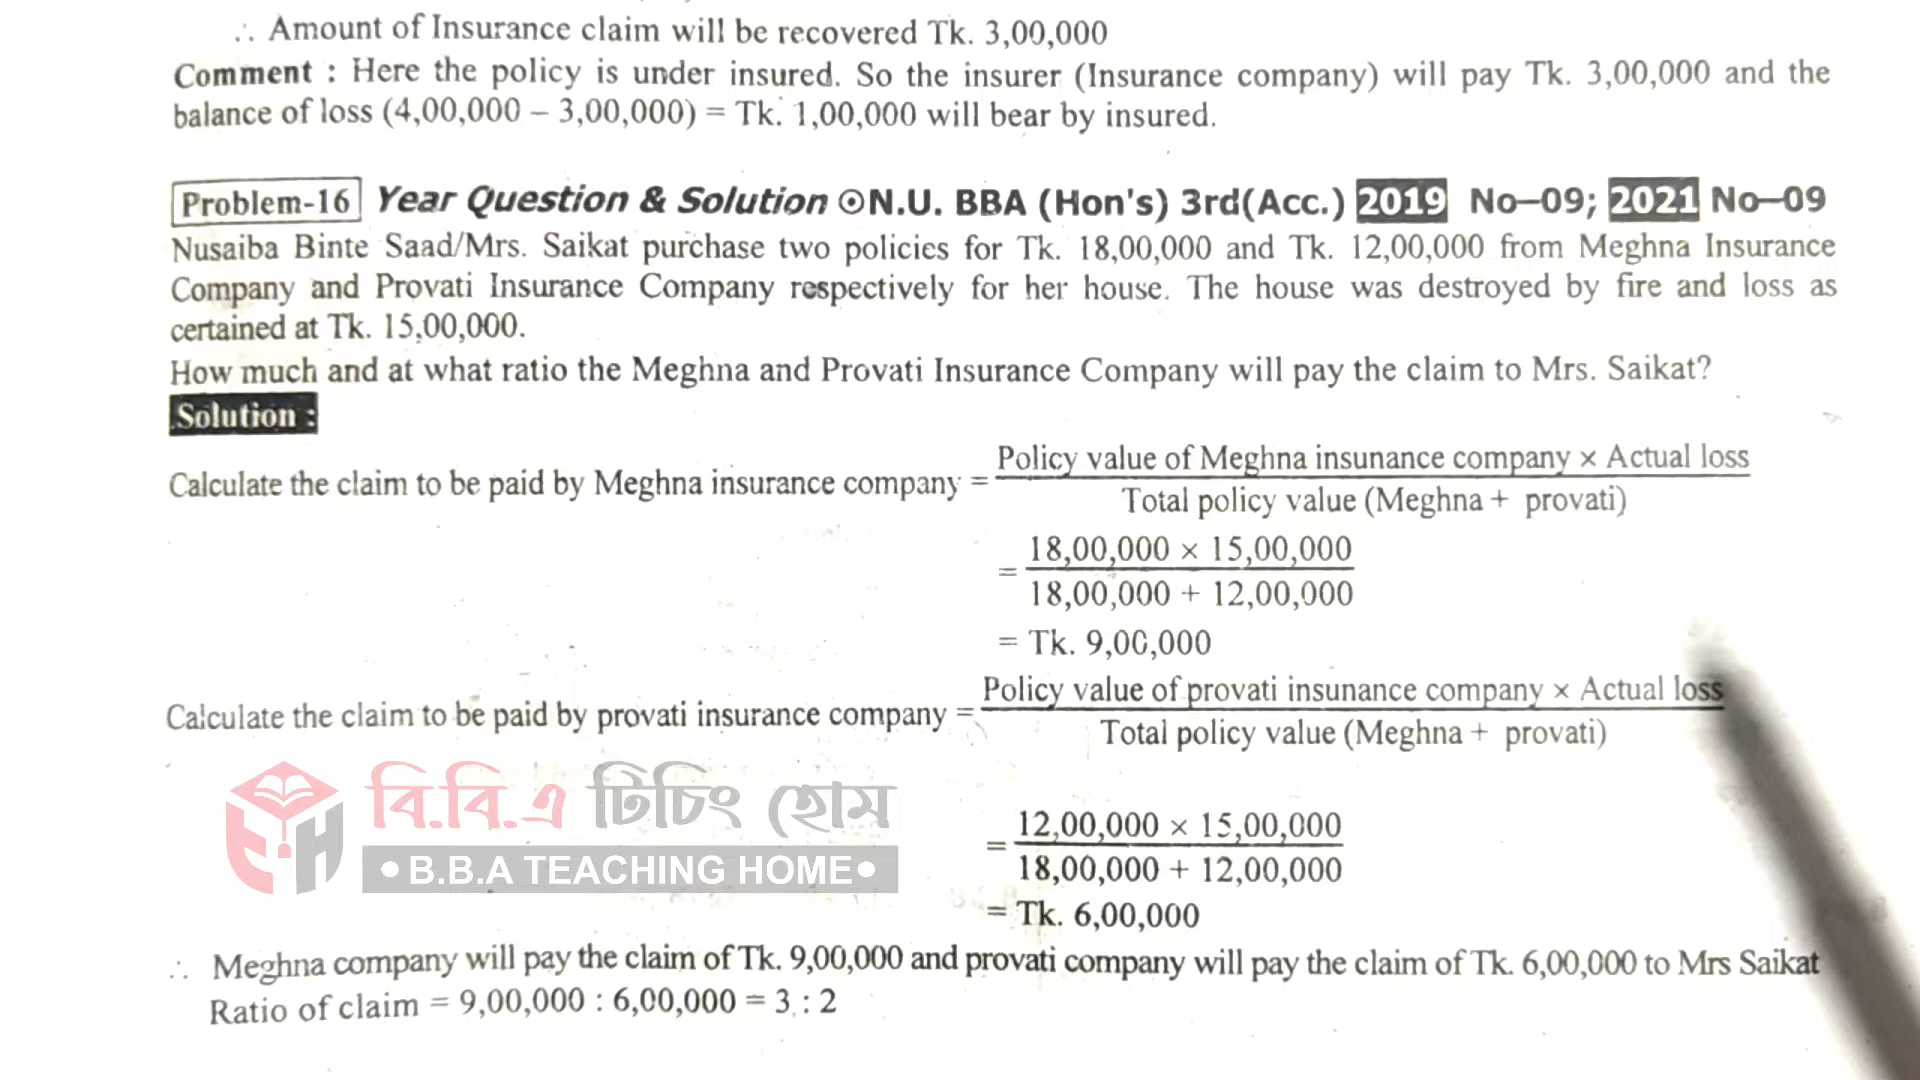 ∴ Amount of Insurance claim will be recovered Tk. 3,00,000
Comment : Here the policy is under insured. So the insurer (Insurance company) will pay Tk. 3,00,000 and the
balance of loss (4,00,000 – 3,00,000) = Tk. 1,00,000 will bear by insured.
Problem-16 Year Question & Solution ⊙N.U. BBA (Hon's) 3rd(Acc.) 2019 No–09; 2021 No–09
Nusaiba Binte Saad/Mrs. Saikat purchase two policies for Tk. 18,00,000 and Tk. 12,00,000 from Meghna Insurance
Company and Provati Insurance Company respectively for her house. The house was destroyed by fire and loss as
certained at Tk. 15,00,000.
How much and at what ratio the Meghna and Provati Insurance Company will pay the claim to Mrs. Saikat?
Solution :
Policy value of Meghna insunance company × Actual loss
Calculate the claim to be paid by Meghna insurance company =
Total policy value (Meghna + provati)
18,00,000 × 15,00,000
=
18,00,000 + 12,00,000
= Tk. 9,00,000
Policy value of provati insunance company × Actual loss
Calculate the claim to be paid by provati insurance company =
Total policy value (Meghna + provati)
বি.বি.এ টিচিং হোম
• B.B.A TEACHING HOME •
12,00,000 × 15,00,000
=
18,00,000 + 12,00,000
= Tk. 6,00,000
∴ Meghna company will pay the claim of Tk. 9,00,000 and provati company will pay the claim of Tk. 6,00,000 to Mrs Saikat
Ratio of claim = 9,00,000 : 6,00,000 = 3 : 2